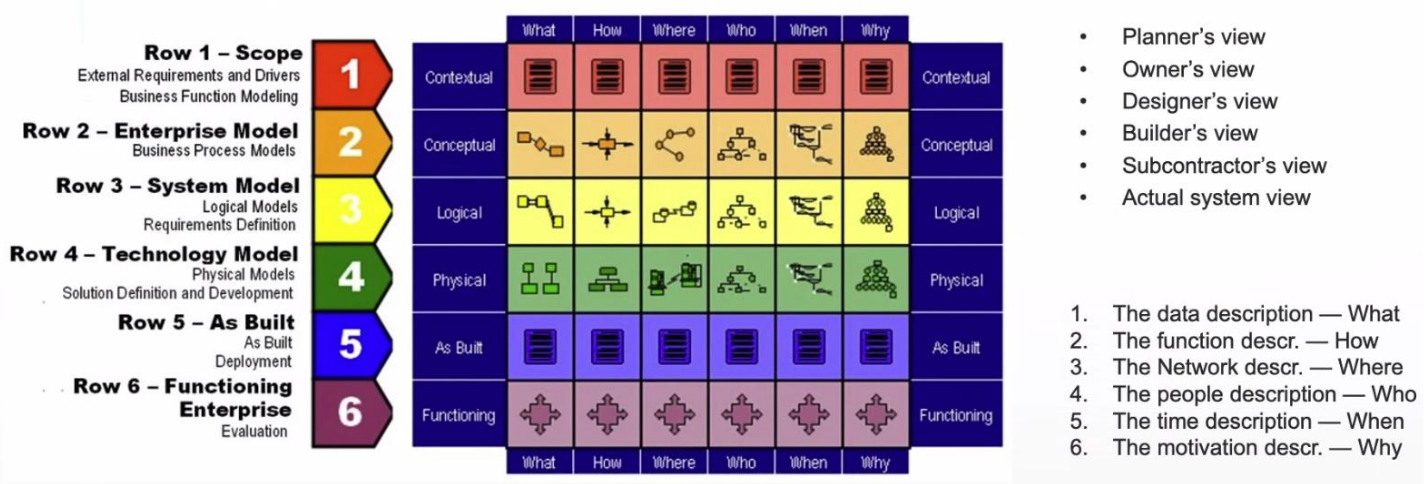 Row 1 – Scope
External Requirements and Drivers
Business Function Modeling
1
Row 2 – Enterprise Model
Business Process Models
2
Row 3 – System Model
Logical Models
Requirements Definition
3
Row 4 – Technology Model
Physical Models
Solution Definition and Development
4
Row 5 – As Built
As Built
Deployment
5
Row 6 – Functioning
Enterprise
Evaluation
6
What How Where Who When Why
Contextual Contextual
Conceptual Conceptual
Logical Logical
Physical Physical
As Built As Built
Functioning Functioning
What How Where Who When Why
• Planner’s view
• Owner’s view
• Designer’s view
• Builder’s view
• Subcontractor’s view
• Actual system view
1. The data description — What
2. The function descr. — How
3. The Network descr. — Where
4. The people description — Who
5. The time description — When
6. The motivation descr. — Why